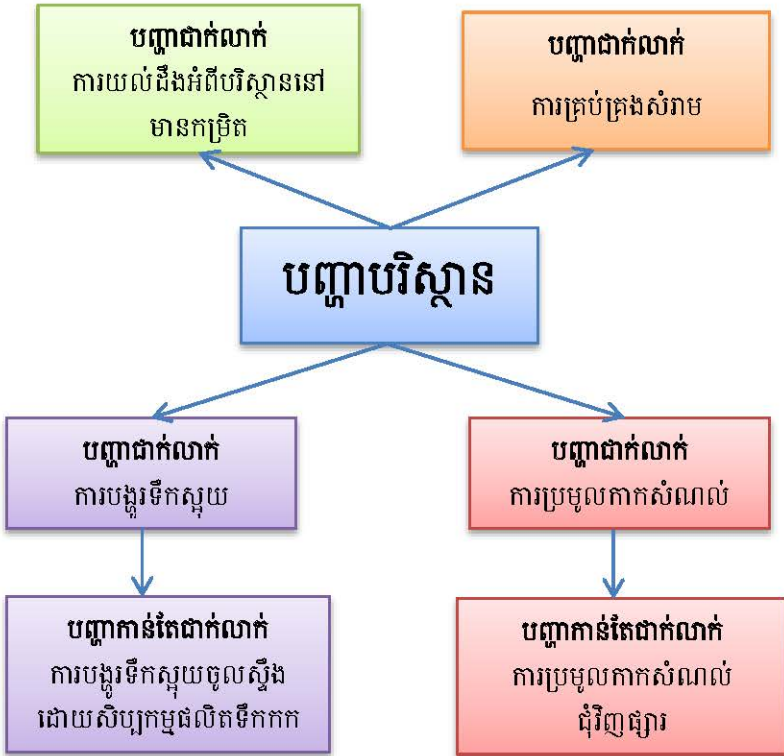 បញ្ហាជាក់លាក់
ការយល់ដឹងអំពីបរិស្ថាននៅ
មានកម្រិត
បញ្ហាជាក់លាក់
ការគ្រប់គ្រងសំរាម
បញ្ហាបរិស្ថាន
បញ្ហាជាក់លាក់
ការបង្ហូរទឹកស្អុយ
បញ្ហាជាក់លាក់
ការប្រមូលកាកសំណល់
បញ្ហាកាន់តែជាក់លាក់
ការបង្ហូរទឹកស្អុយចូលស្ទឹង
ដោយសិប្បកម្មផលិតទឹកកក
បញ្ហាកាន់តែជាក់លាក់
ការប្រមូលកាកសំណល់
ជុំវិញផ្សារ